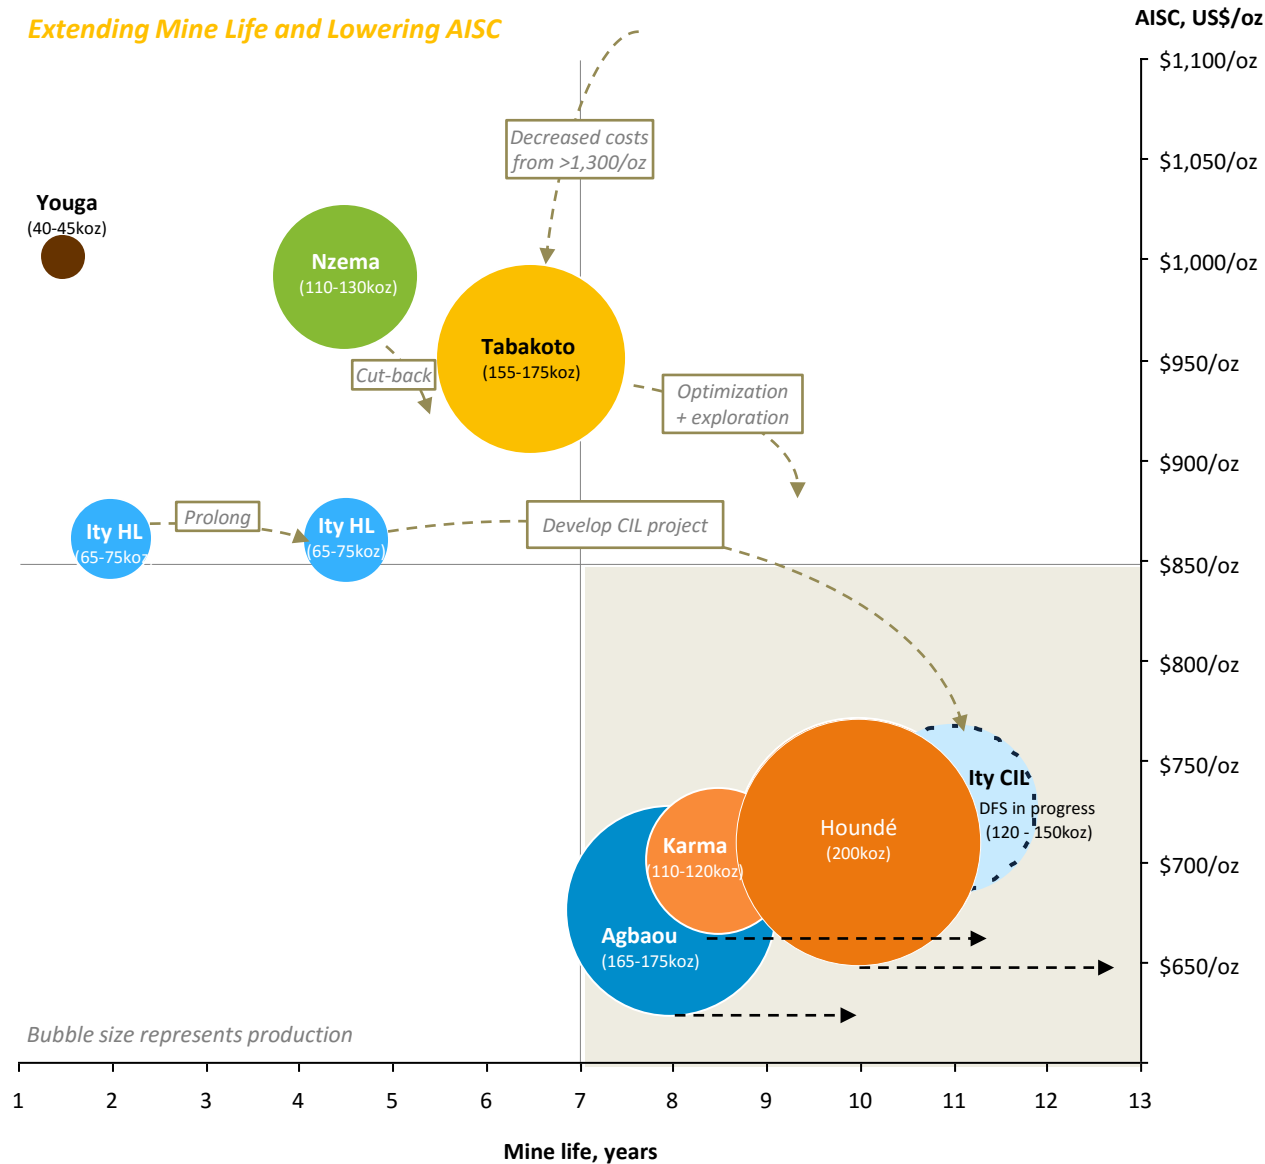 Extending Mine Life and Lowering AISC
AISC, US$/oz
$1,100/oz
Decreased costs
from >1,300/oz
$1,050/oz
Youga
(40-45koz)
Nzema
(110-130koz)
$1,000/oz
Tabakoto
(155-175koz)
Cut-back
$950/oz
Optimization
+ exploration
$900/oz
Ity HL
(65-75koz
Prolong
Ity HL
(65-75koz)
Develop CIL project
$850/oz
$800/oz
$750/oz
Ity CIL
DFS in progress
(120 - 150koz)
Houndé
(200koz)
Karma
(110-120koz)
$700/oz
Agbaou
(165-175koz)
$650/oz
Bubble size represents production
1 2 3 4 5 6 7 8 9 10 11 12 13
Mine life, years